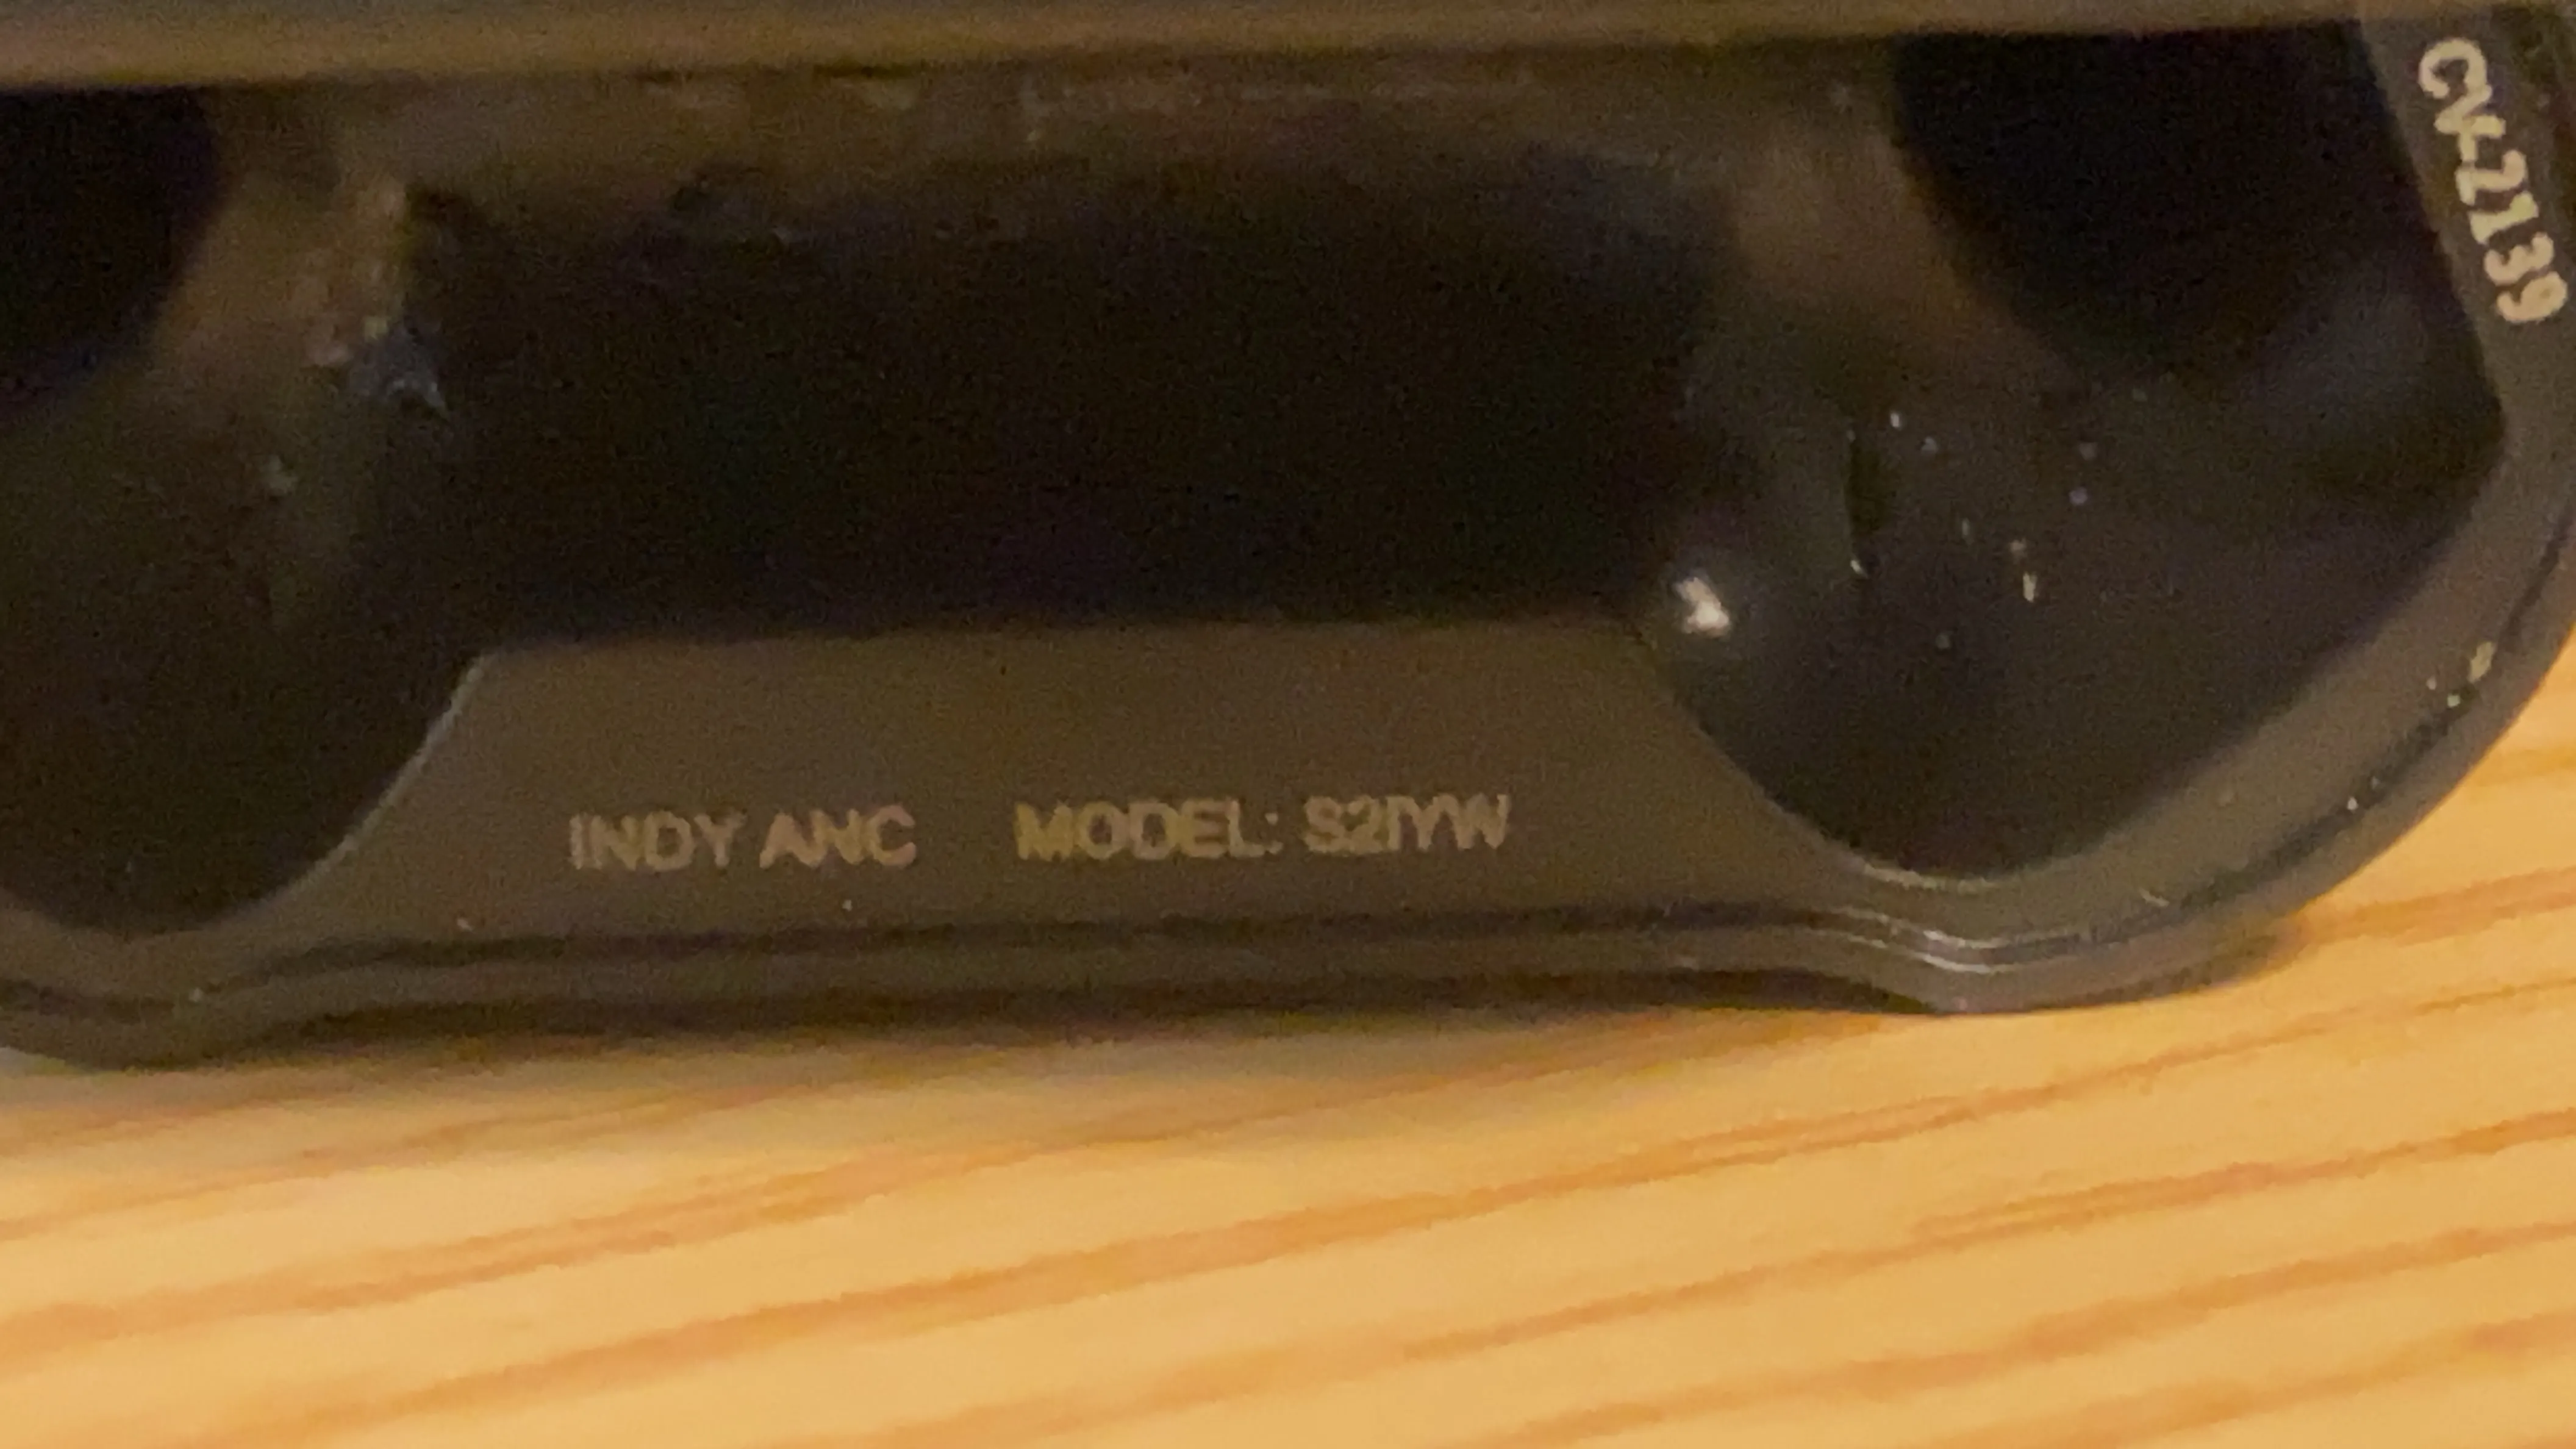 CV-2139
INDY ANC MODEL: S2IYW